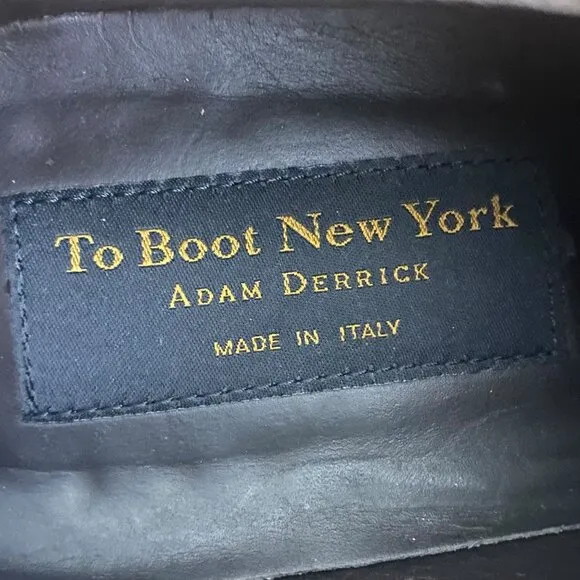 To Boot New York
Adam Derrick
MADE IN ITALY